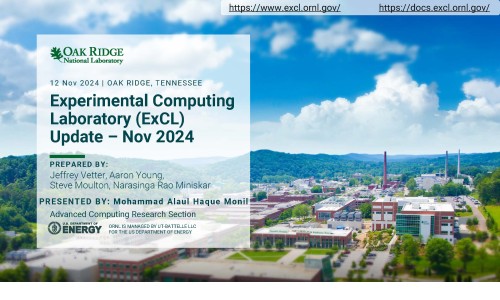 https://www.excl.ornl.gov/ https://docs.excl.ornl.gov/
OAK RIDGE
National Laboratory
12 Nov 2024 | OAK RIDGE, TENNESSEE
Experimental Computing
Laboratory (ExCL)
Update – Nov 2024
PREPARED BY:
Jeffrey Vetter, Aaron Young,
Steve Moulton, Narasinga Rao Miniskar
PRESENTED BY: Mohammad Alaul Haque Monil
Advanced Computing Research Section
U.S. DEPARTMENT OF
ENERGY
ORNL IS MANAGED BY UT-BATTELLE LLC
FOR THE US DEPARTMENT OF ENERGY